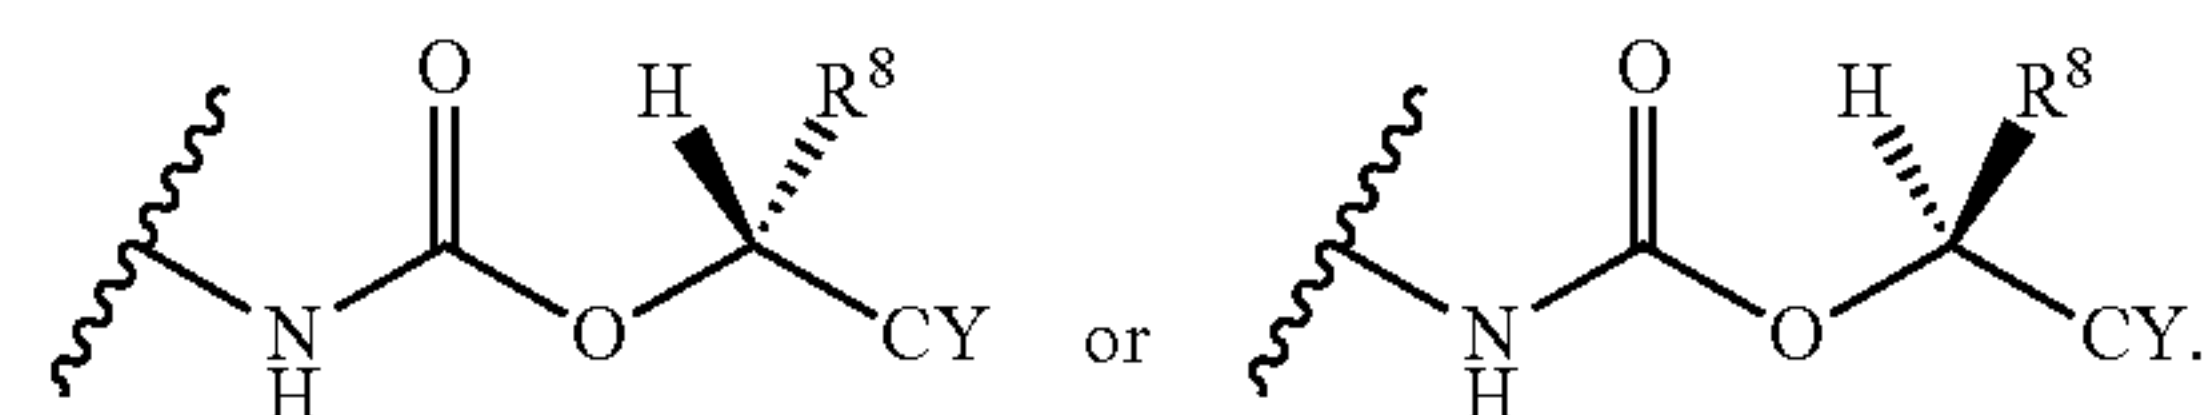 O H R⁸ O H R⁸
N H O CY or N H O CY.